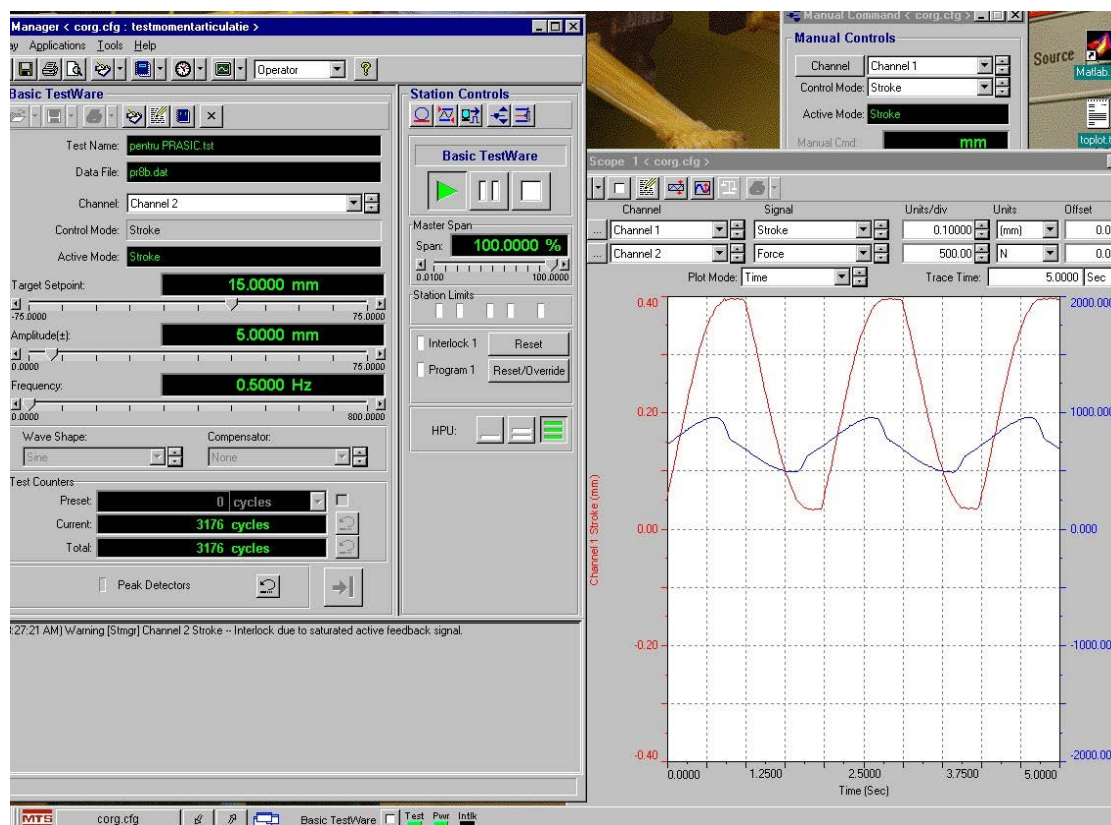 Manager < corg.cfg : testmomentarticulatie >
ay Applications Tools Help
Operator
Basic TestWare
Test Name: pentru PRASIC.tst
Data File: pr8b.dat
Channel: Channel 2
Control Mode: Stroke
Active Mode: Stroke
Target Setpoint: 15.0000 mm
-75.0000 75.0000
Amplitude(±): 5.0000 mm
0.0000 75.0000
Frequency: 0.5000 Hz
0.0000 800.0000
Wave Shape: Compensator:
Sine None
Test Counters
Preset: 0 cycles
Current: 3176 cycles
Total: 3176 cycles
Peak Detectors
Station Controls
Basic TestWare
Master Span
Span: 100.0000 %
0.0100 100.0000
Station Limits
Interlock 1 Reset
Program 1 Reset/Override
HPU:
:27:21 AM) Warning [Stmgr] Channel 2 Stroke -- Interlock due to saturated active feedback signal.
Manual Command < corg.cfg >
Manual Controls
Channel Channel 1
Control Mode: Stroke
Active Mode: Stroke
Manual Cmd: mm
Source
Matlab.
toplot.t
Scope 1 < corg.cfg >
Channel Signal Units/div Units Offset
... Channel 1 Stroke 0.10000 (mm) 0.0
... Channel 2 Force 500.00 N 0.0
Plot Mode: Time Trace Time: 5.0000 Sec
0.40 2000.000
0.20 1000.000
0.00 0.000
-0.20 -1000.00
-0.40 -2000.00
Channel 1 Stroke (mm)
0.0000 1.2500 2.5000 3.7500 5.0000
Time (Sec)
MTS corg.cfg Basic TestWare Test Pwr Intlk